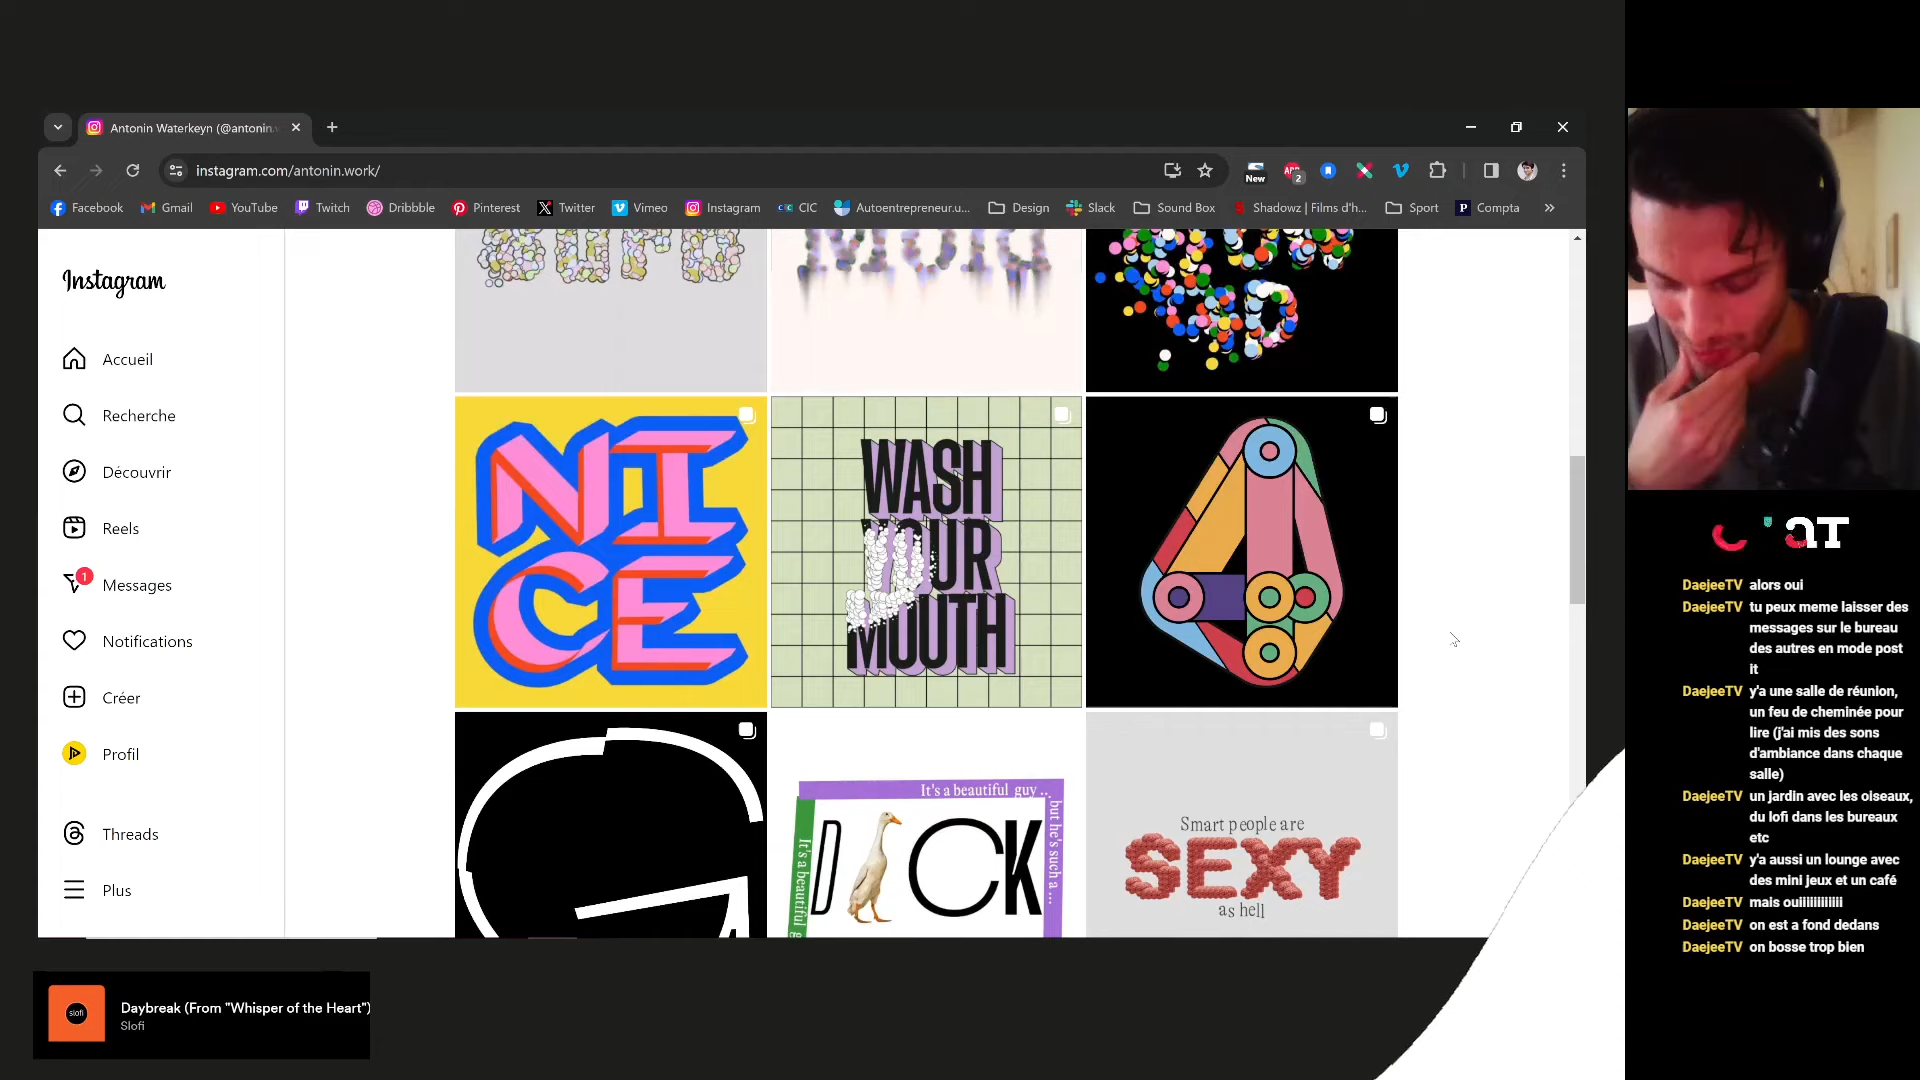 Antonin Waterkeyn (@antonin.
instagram.com/antonin.work/
New
2
Facebook
Gmail
YouTube
Twitch
Dribbble
Pinterest
Twitter
Vimeo
Instagram
CIC
Autoentrepreneur.u...
Design
Slack
Sound Box
Shadowz | Films d'h...
Sport
Compta
Instagram
Accueil
Recherche
Découvrir
Reels
1
Messages
Notifications
Créer
Profil
Threads
Plus
NI
CE
WASH
YOUR
MOUTH
It's a beautiful guy ...
but he's such a ...
It's a beautiful g
D CK
Smart people are
SEXY
as hell
DaejeeTV alors oui
DaejeeTV tu peux meme laisser des
messages sur le bureau
des autres en mode post
it
DaejeeTV y'a une salle de réunion,
un feu de cheminée pour
lire (j'ai mis des sons
d'ambiance dans chaque
salle)
DaejeeTV un jardin avec les oiseaux,
du lofi dans les bureaux
etc
DaejeeTV y'a aussi un lounge avec
des mini jeux et un café
DaejeeTV mais ouiiiiiiiiiiii
DaejeeTV on est a fond dedans
DaejeeTV on bosse trop bien
slofi
Daybreak (From "Whisper of the Heart")
Slofi